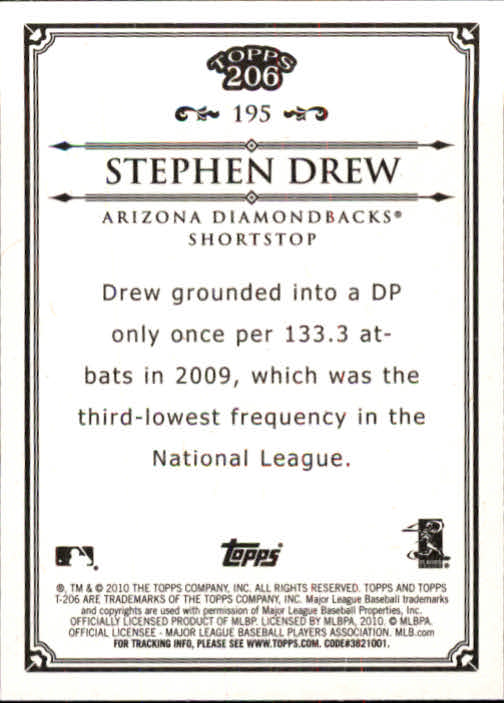 TOPPS
206
195
STEPHEN DREW
ARIZONA DIAMONDBACKS®
SHORTSTOP
Drew grounded into a DP
only once per 133.3 at-
bats in 2009, which was the
third-lowest frequency in the
National League.
Topps
PLAYERS
®, TM & © 2010 THE TOPPS COMPANY, INC. ALL RIGHTS RESERVED. TOPPS AND TOPPS
T-206 ARE TRADEMARKS OF THE TOPPS COMPANY, INC. Major League Baseball trademarks
and copyrights are used with permission of Major League Baseball Properties, Inc.
OFFICIALLY LICENSED PRODUCT OF MLBP. LICENSED BY MLBPA, 2010. © MLBPA.
OFFICIAL LICENSEE - MAJOR LEAGUE BASEBALL PLAYERS ASSOCIATION. MLB.com
FOR TRACKING INFO, PLEASE SEE WWW.TOPPS.COM. CODE#3821001.